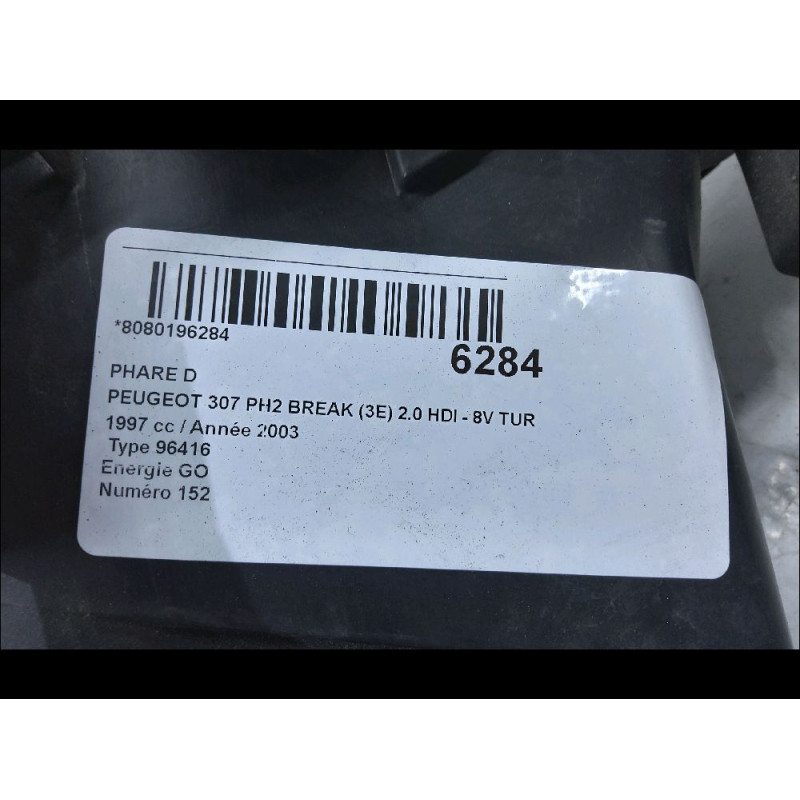 *8080196284
6284
PHARE D
PEUGEOT 307 PH2 BREAK (3E) 2.0 HDI - 8V TUR
1997 cc / Année 2003
Type 96416
Energie GO
Numéro 152